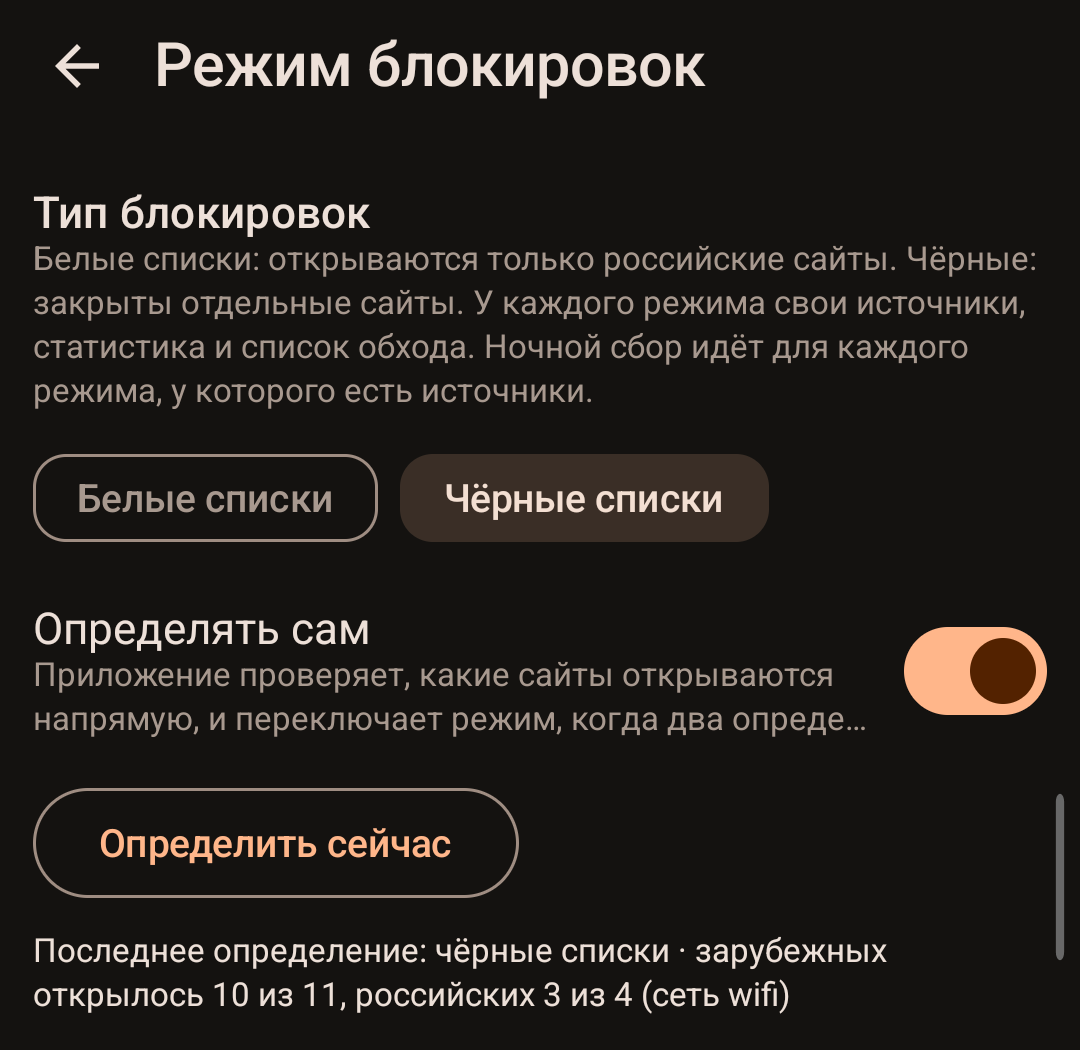 Режим блокировок
Тип блокировок
Белые списки: открываются только российские сайты. Чёрные:
закрыты отдельные сайты. У каждого режима свои источники,
статистика и список обхода. Ночной сбор идёт для каждого
режима, у которого есть источники.
Белые списки
Чёрные списки
Определять сам
Приложение проверяет, какие сайты открываются
напрямую, и переключает режим, когда два опреде...
Определить сейчас
Последнее определение: чёрные списки · зарубежных
открылось 10 из 11, российских 3 из 4 (сеть wifi)